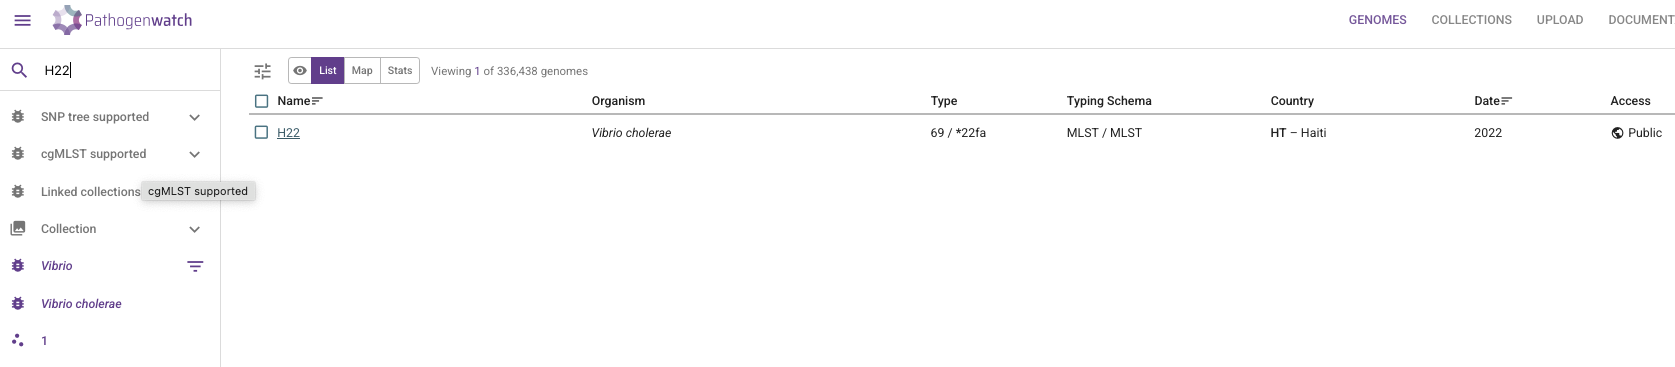 Pathogenwatch
GENOMES COLLECTIONS UPLOAD DOCUMENT
H22
List Map Stats Viewing 1 of 336,438 genomes
Name Organism Type Typing Schema Country Date Access
H22 Vibrio cholerae 69 / *22fa MLST / MLST HT – Haiti 2022 Public
SNP tree supported
cgMLST supported
Linked collections
cgMLST supported
Collection
Vibrio
Vibrio cholerae
1